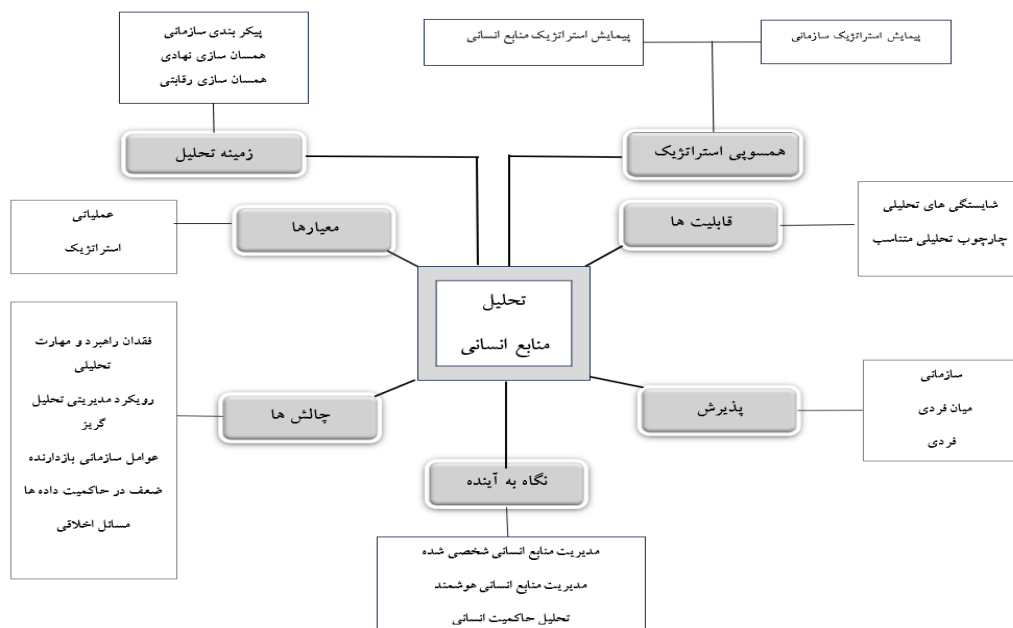 پیکر بندی سازمانی
همسان سازی نهادی
همسان سازی رقابتی
پیمایش استراتژیک منابع انسانی
پیمایش استراتژیک سازمانی
زمینه تحلیل
همسویی استراتژیک
عملیاتی
استراتژیک
معیارها
قابلیت ها
شایستگی های تحلیلی
چارچوب تحلیلی متناسب
تحلیل
منابع انسانی
فقدان راهبرد و مهارت
تحلیلی
رویکرد مدیریتی تحلیل
گریز
عوامل سازمانی بازدارنده
ضعف در حاکمیت داده ها
مسائل اخلاقی
چالش ها
پذیرش
سازمانی
میان فردی
فردی
نگاه به آینده
مدیریت منابع انسانی شخصی شده
مدیریت منابع انسانی هوشمند
تحلیل حاکمیت انسانی